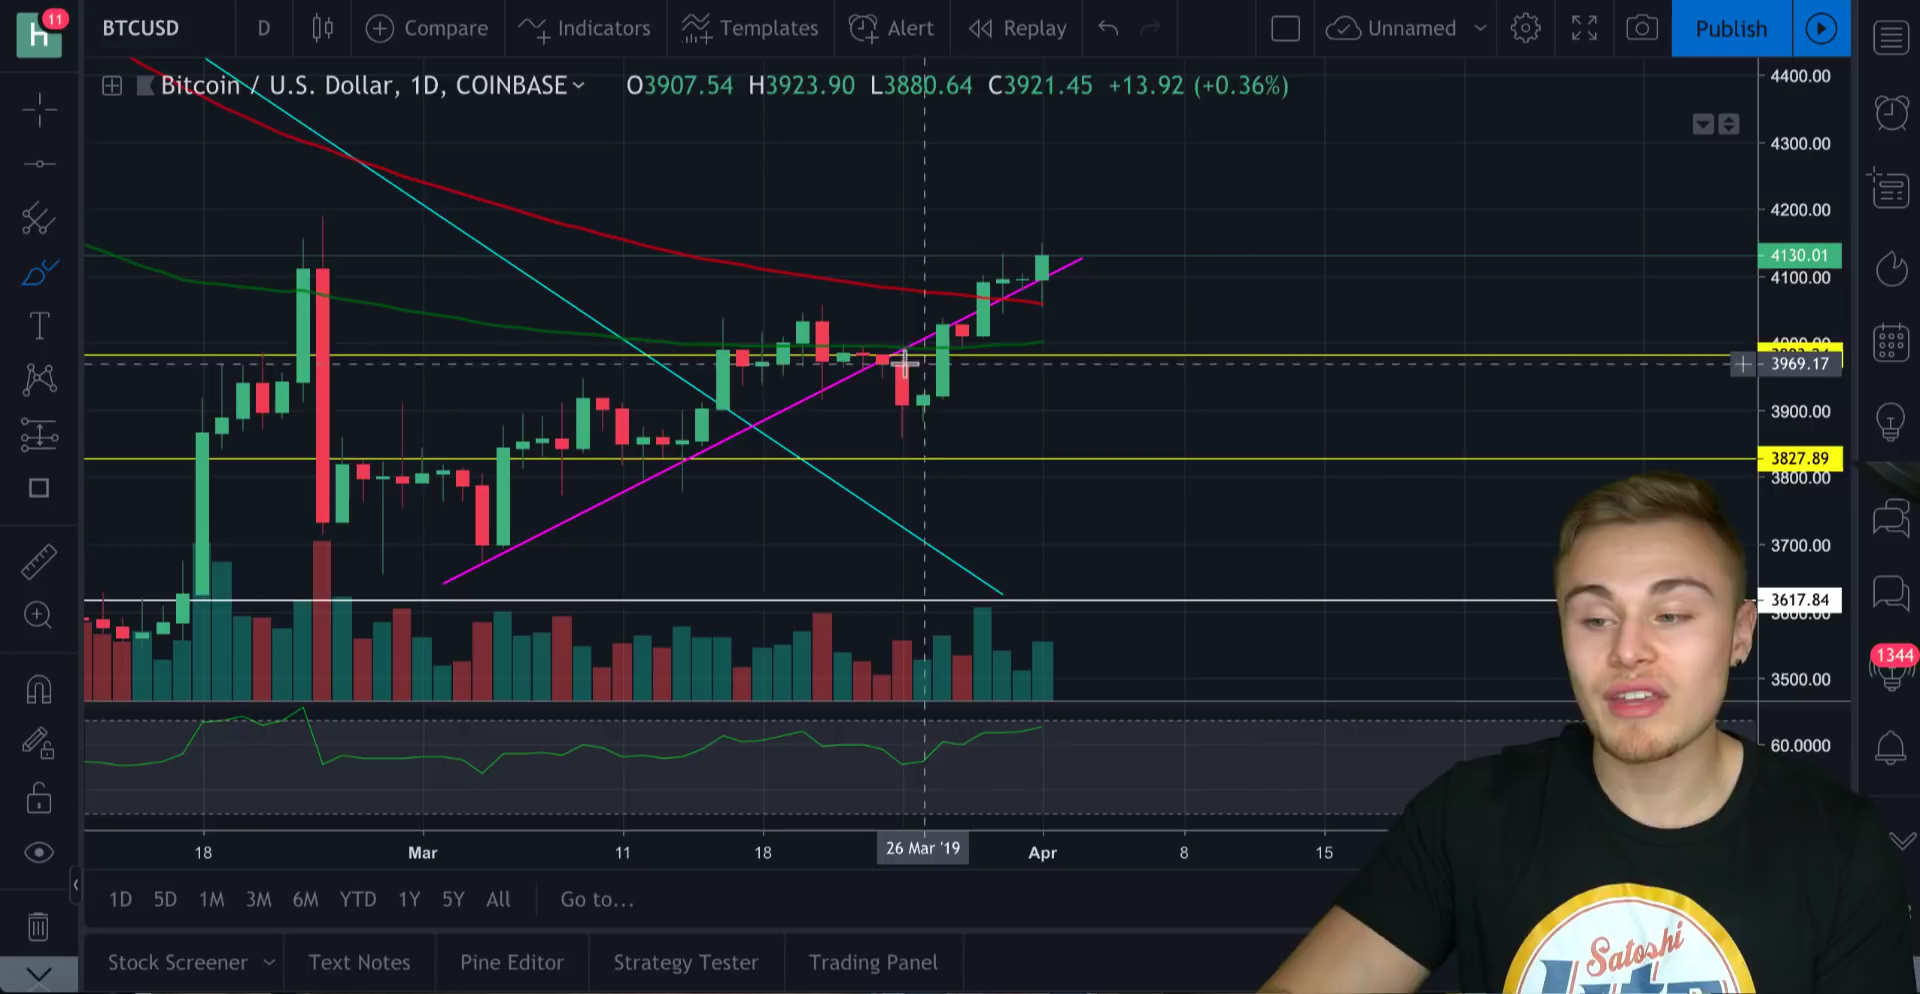 h 11 BTCUSD D Compare Indicators Templates Alert Replay Unnamed Publish
Bitcoin / U.S. Dollar, 1D, COINBASE O3907.54 H3923.90 L3880.64 C3921.45 +13.92 (+0.36%)
4400.00
4300.00
4200.00
4130.01
4100.00
3969.17
3900.00
3827.89
3800.00
3700.00
3617.84
3600.00
3500.00
1344
60.0000
18 Mar 11 18 26 Mar '19 Apr 8 15
1D 5D 1M 3M 6M YTD 1Y 5Y All Go to...
Stock Screener Text Notes Pine Editor Strategy Tester Trading Panel
Satoshi